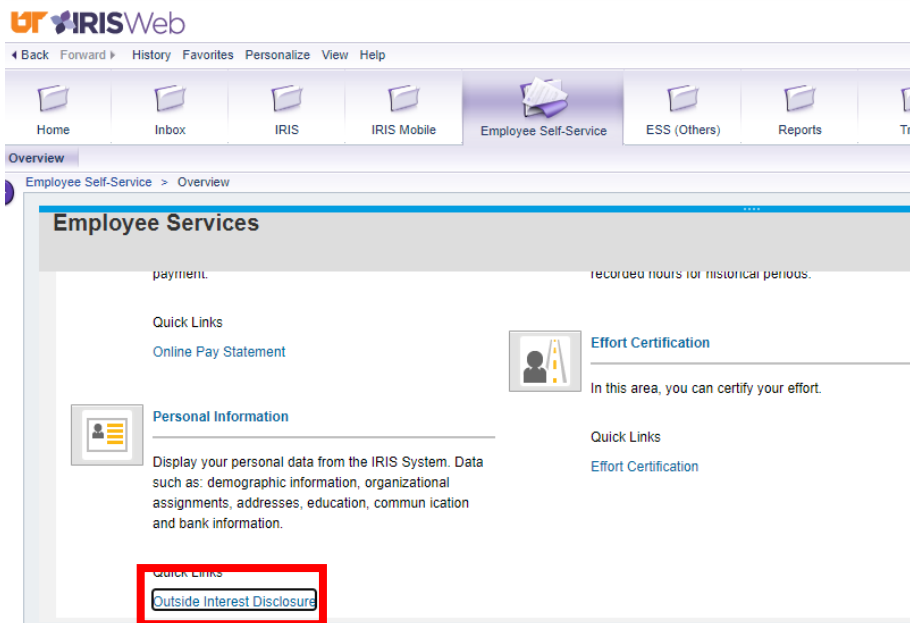 UT IRISWeb
Back Forward History Favorites Personalize View Help
Home Inbox IRIS IRIS Mobile Employee Self-Service ESS (Others) Reports
Overview
Employee Self-Service > Overview
Employee Services
payment.
Quick Links
Online Pay Statement
Personal Information
Display your personal data from the IRIS System. Data
such as: demographic information, organizational
assignments, addresses, education, commun ication
and bank information.
Quick Links
Outside Interest Disclosure
recorded hours for historical periods.
Effort Certification
In this area, you can certify your effort.
Quick Links
Effort Certification